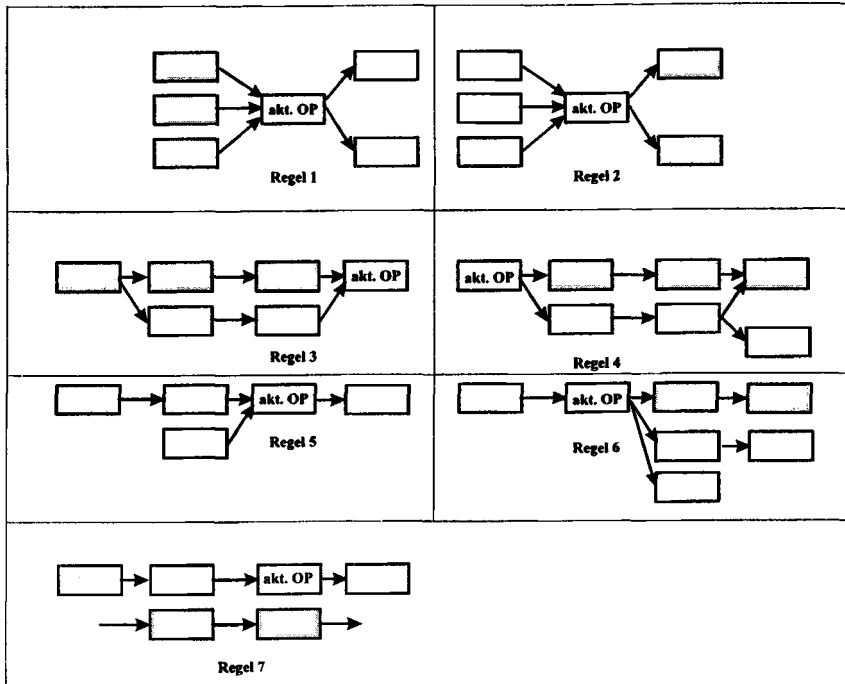 akt. OP
Regel 1
akt. OP
Regel 2
akt. OP
Regel 3
akt. OP
Regel 4
akt. OP
Regel 5
akt. OP
Regel 6
akt. OP
Regel 7